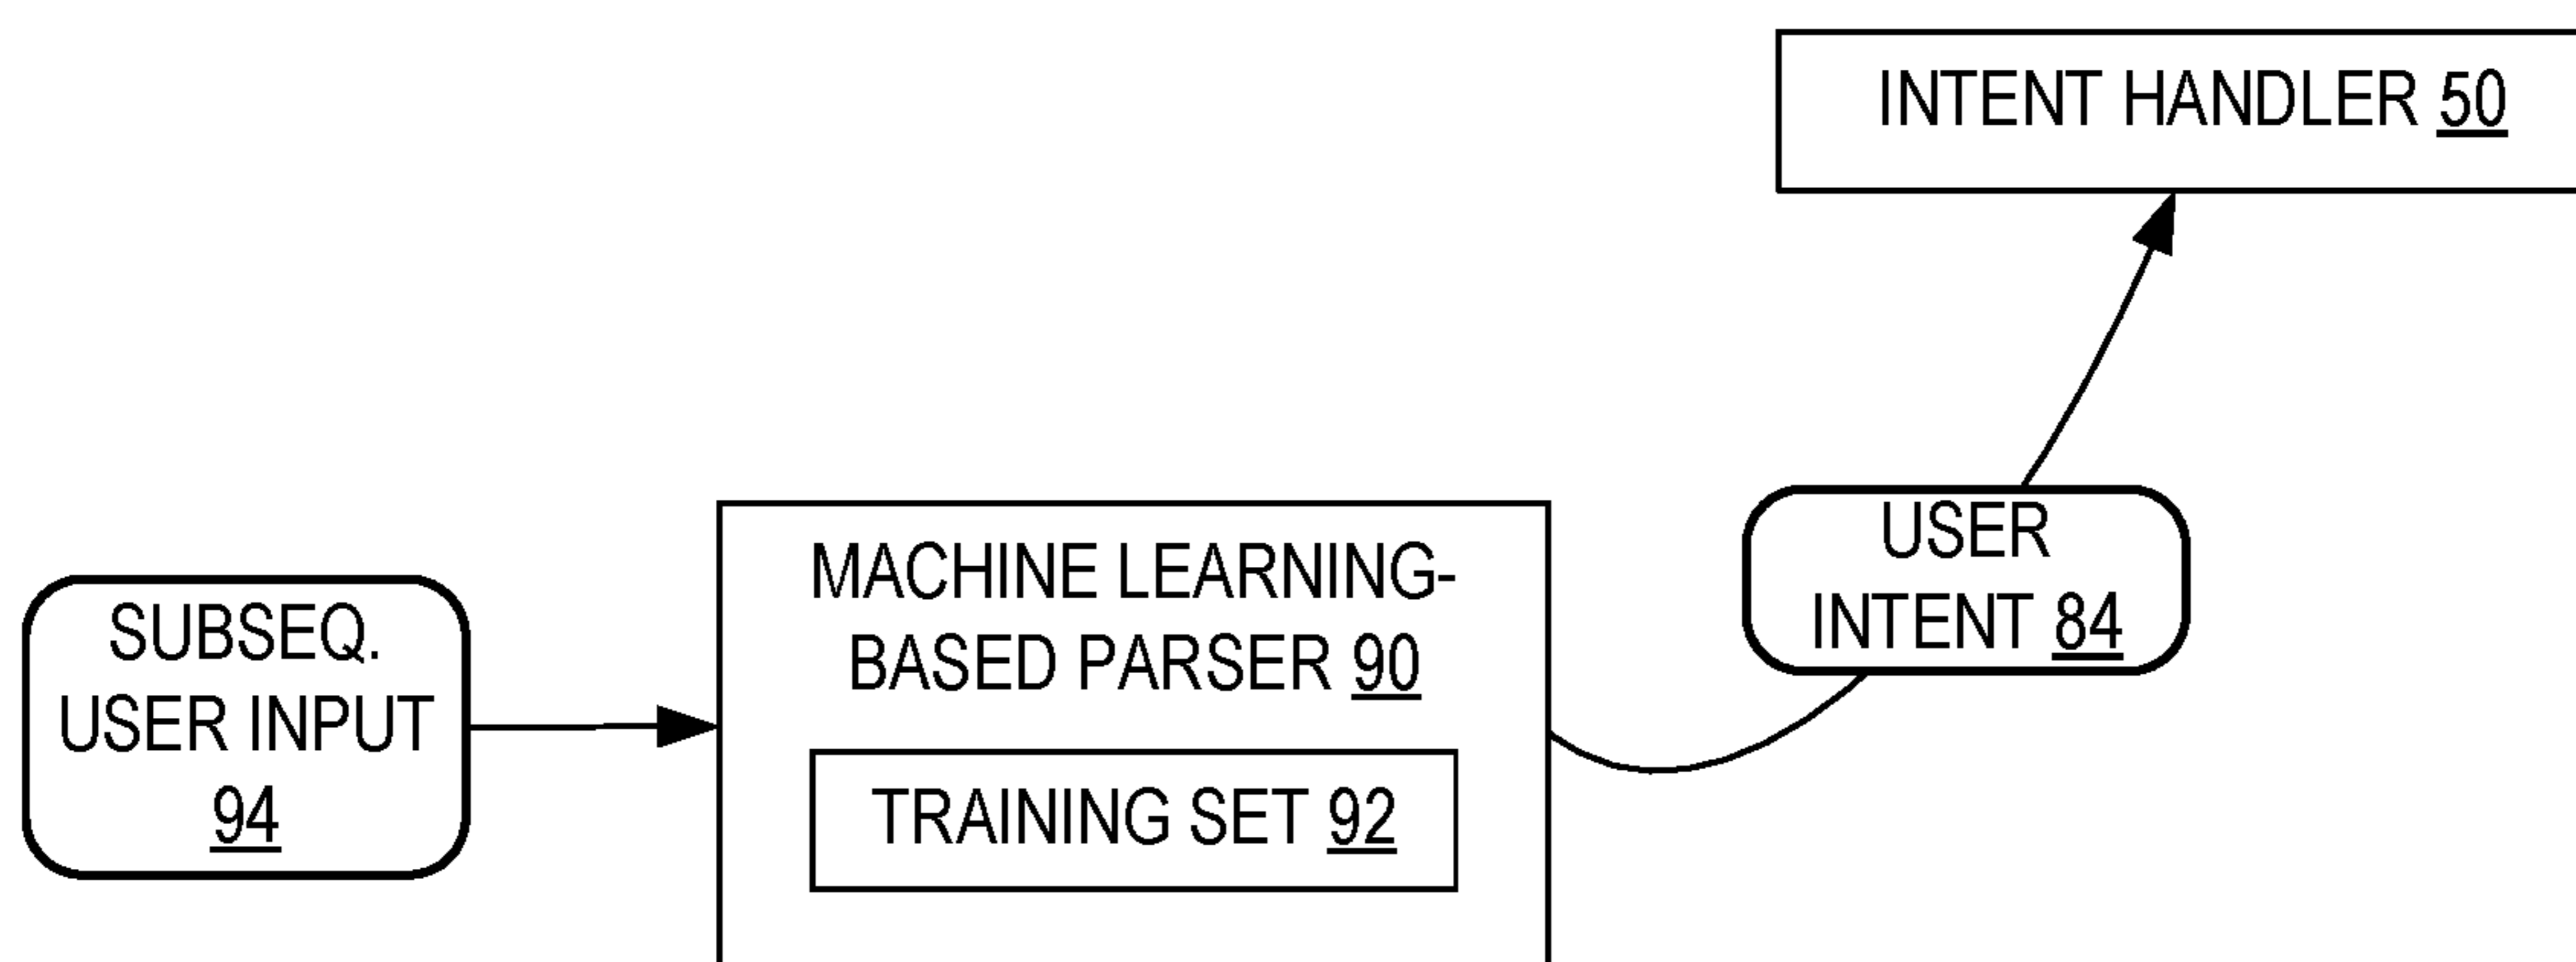 INTENT HANDLER 50
SUBSEQ.
USER INPUT
94
MACHINE LEARNING-
BASED PARSER 90
TRAINING SET 92
USER
INTENT 84